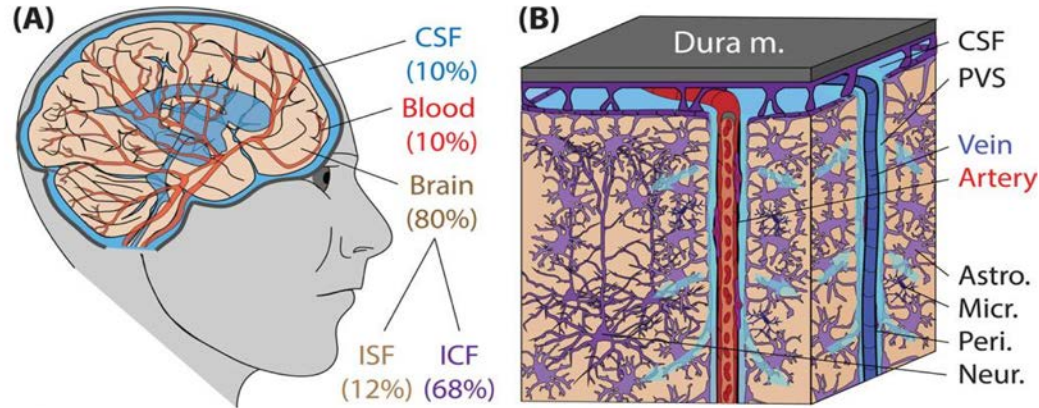 (A)
CSF
(10%)
Blood
(10%)
Brain
(80%)
ISF
(12%)
ICF
(68%)
(B)
Dura m.
CSF
PVS
Vein
Artery
Astro.
Micr.
Peri.
Neur.